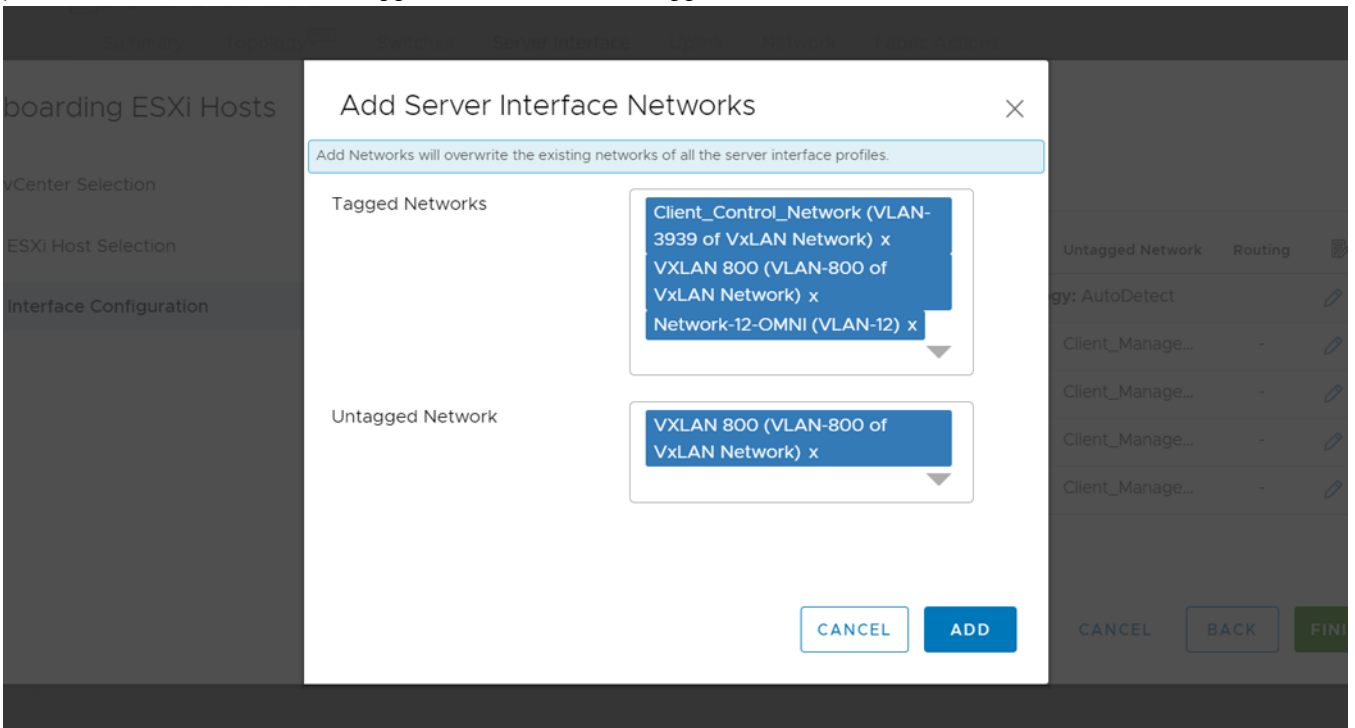 Summary Topology Switches Server Interface Uplink Network Fabric Actions
boarding ESXi Hosts
Add Server Interface Networks
Add Networks will overwrite the existing networks of all the server interface profiles.
vCenter Selection
Tagged Networks
Client_Control_Network (VLAN-
3939 of VxLAN Network) x
VXLAN 800 (VLAN-800 of
VxLAN Network) x
Network-12-OMNI (VLAN-12) x
ESXi Host Selection
Untagged Network Routing
Interface Configuration
gy: AutoDetect
Client_Manage... -
Client_Manage... -
Untagged Network
VXLAN 800 (VLAN-800 of
VxLAN Network) x
Client_Manage... -
Client_Manage... -
CANCEL ADD
CANCEL BACK FINI